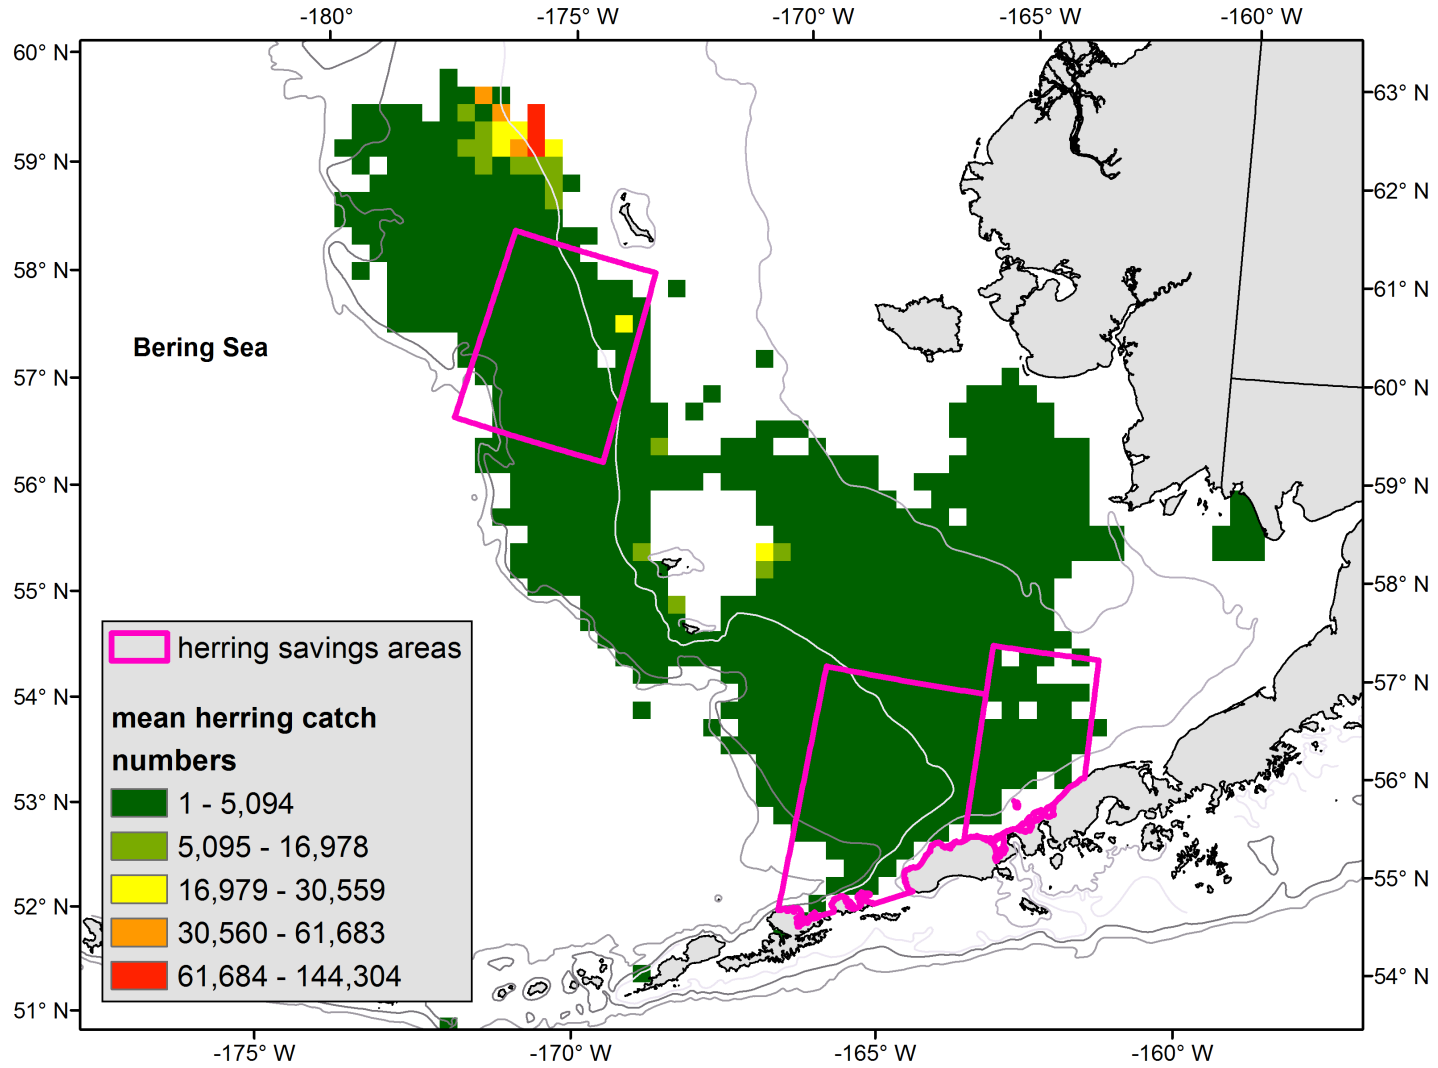 -180° -175° W -170° W -165° W -160° W
60° N
63° N
59° N
62° N
58° N
61° N
Bering Sea
57° N
60° N
56° N
59° N
55° N
58° N
herring savings areas
54° N
57° N
mean herring catch
numbers
56° N
53° N
1 - 5,094
5,095 - 16,978
55° N
16,979 - 30,559
52° N
30,560 - 61,683
61,684 - 144,304
54° N
51° N
-175° W -170° W -165° W -160° W